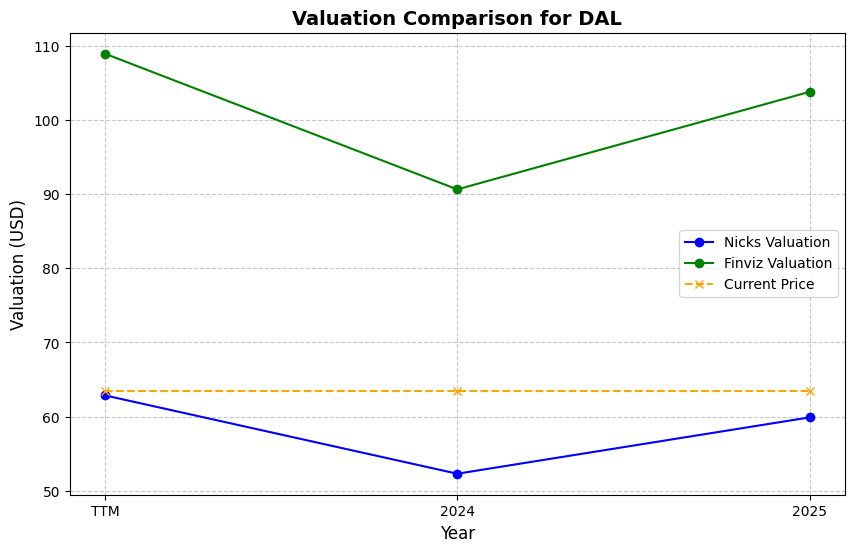 Valuation Comparison for DAL
Valuation (USD)
110
100
90
80
70
60
50
Nicks Valuation
Finviz Valuation
Current Price
TTM
2024
2025
Year